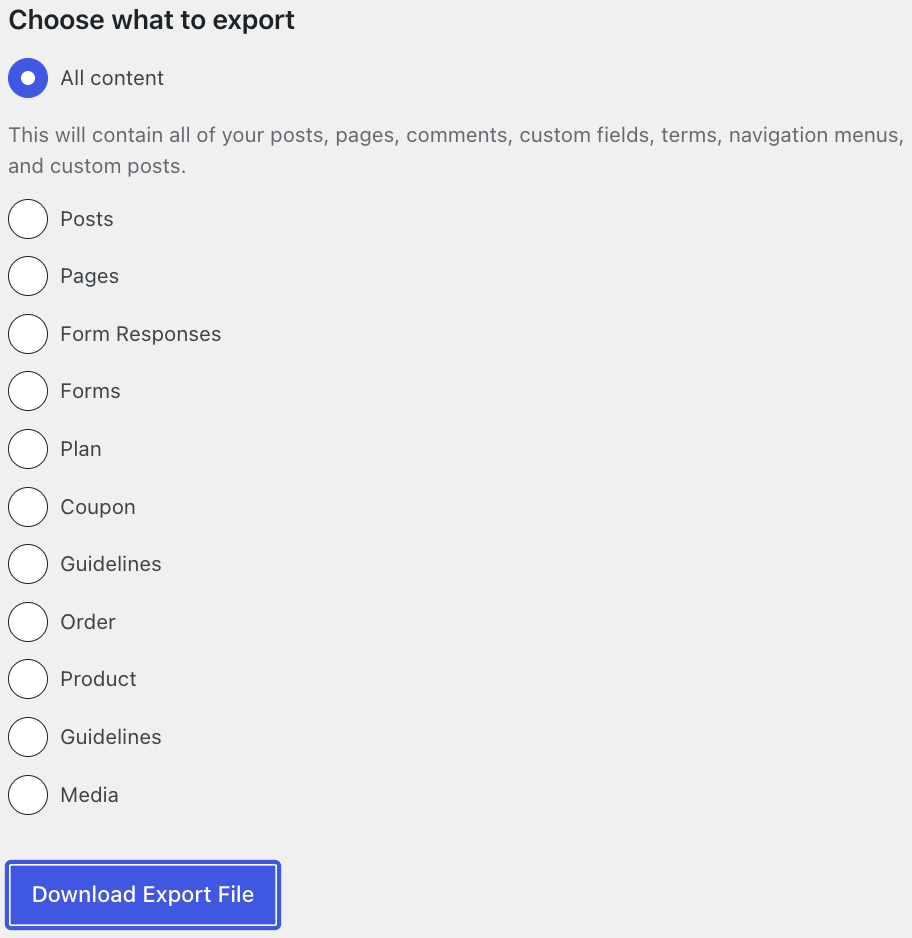 Choose what to export
All content
This will contain all of your posts, pages, comments, custom fields, terms, navigation menus,
and custom posts.
Posts
Pages
Form Responses
Forms
Plan
Coupon
Guidelines
Order
Product
Guidelines
Media
Download Export File